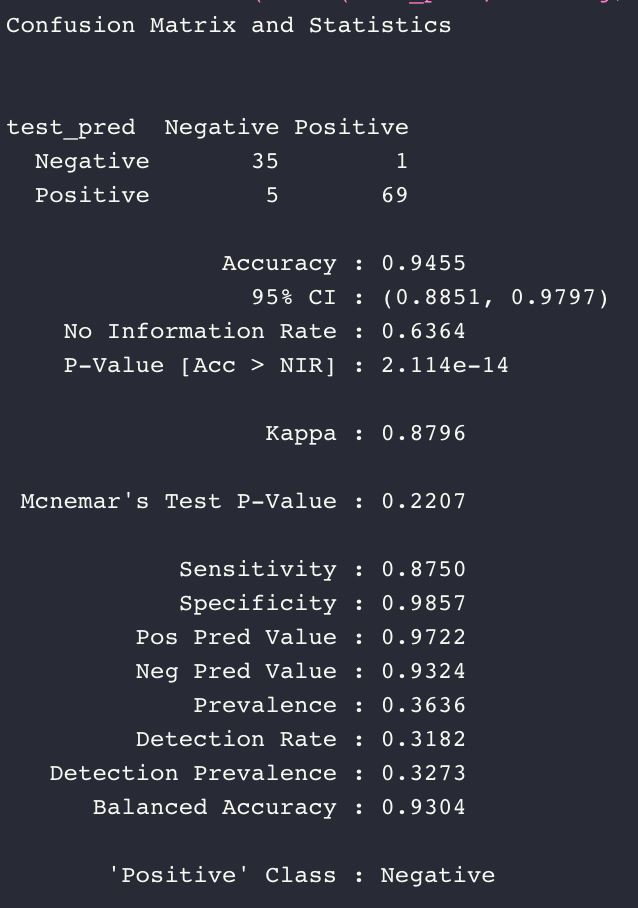 Confusion Matrix and Statistics
test_pred Negative Positive
Negative 35 1
Positive 5 69
Accuracy : 0.9455
95% CI : (0.8851, 0.9797)
No Information Rate : 0.6364
P-Value [Acc > NIR] : 2.114e-14
Kappa : 0.8796
Mcnemar's Test P-Value : 0.2207
Sensitivity : 0.8750
Specificity : 0.9857
Pos Pred Value : 0.9722
Neg Pred Value : 0.9324
Prevalence : 0.3636
Detection Rate : 0.3182
Detection Prevalence : 0.3273
Balanced Accuracy : 0.9304
'Positive' Class : Negative